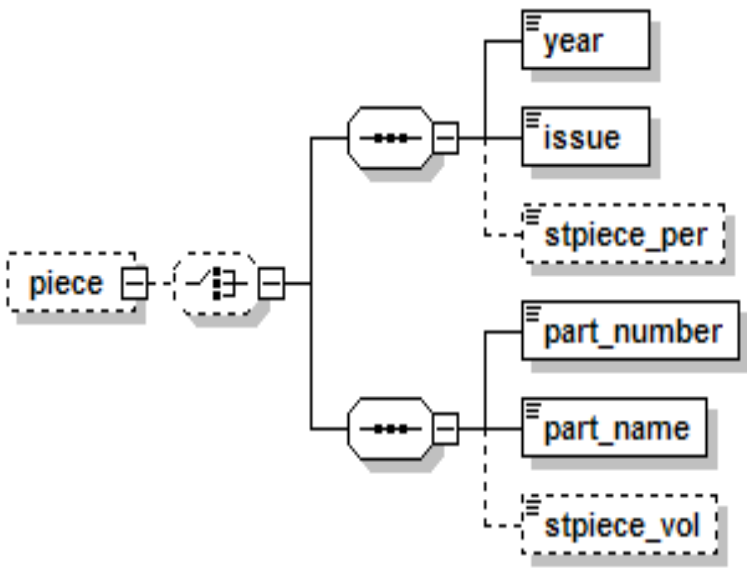 year
issue
stpiece_per
piece
part_number
part_name
stpiece_vol